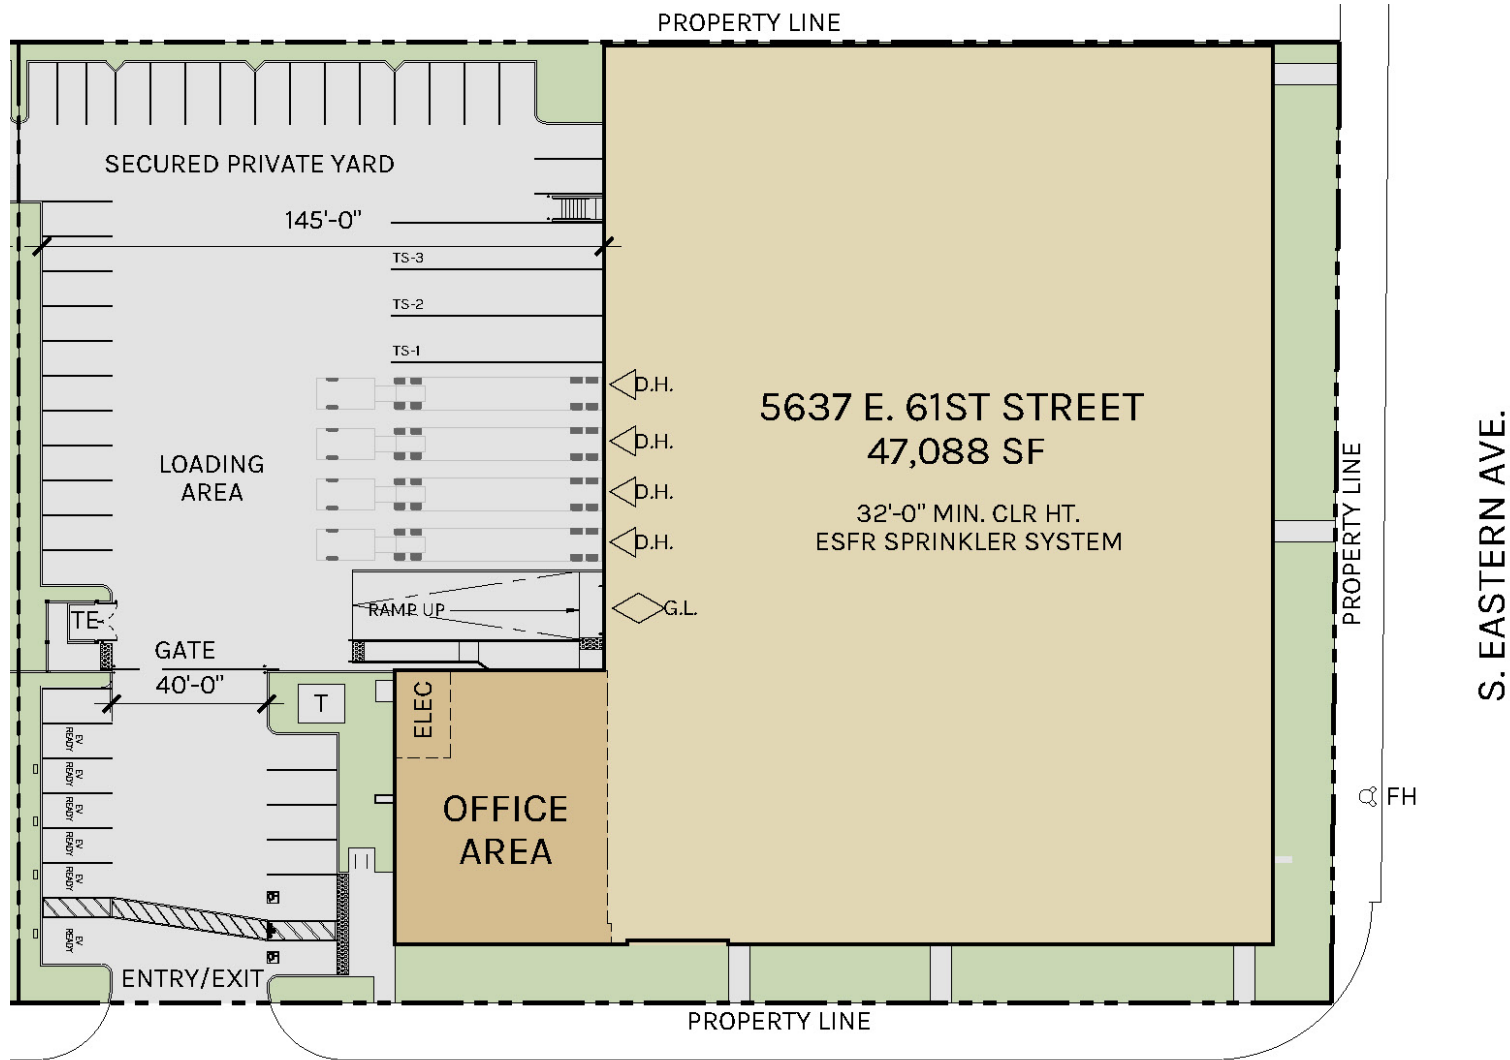 PROPERTY LINE
SECURED PRIVATE YARD
145'-0"
TS-3
TS-2
TS-1
D.H.
D.H.
D.H.
D.H.
5637 E. 61ST STREET
47,088 SF
32'-0" MIN. CLR HT.
ESFR SPRINKLER SYSTEM
LOADING
AREA
RAMP UP
G.L.
TE
GATE
40'-0"
T
ELEC
OFFICE
AREA
EV
READY
EV
READY
EV
READY
EV
READY
EV
READY
EV
READY
ENTRY/EXIT
PROPERTY LINE
PROPERTY LINE
FH
S. EASTERN AVE.